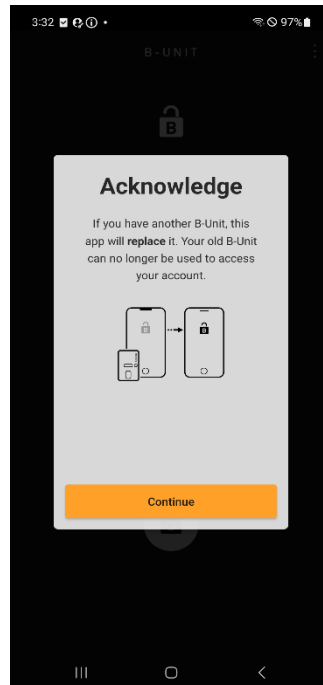 3:32
97%
B-UNIT
B
Acknowledge
If you have another B-Unit, this
app will replace it. Your old B-Unit
can no longer be used to access
your account.
B
B
Continue